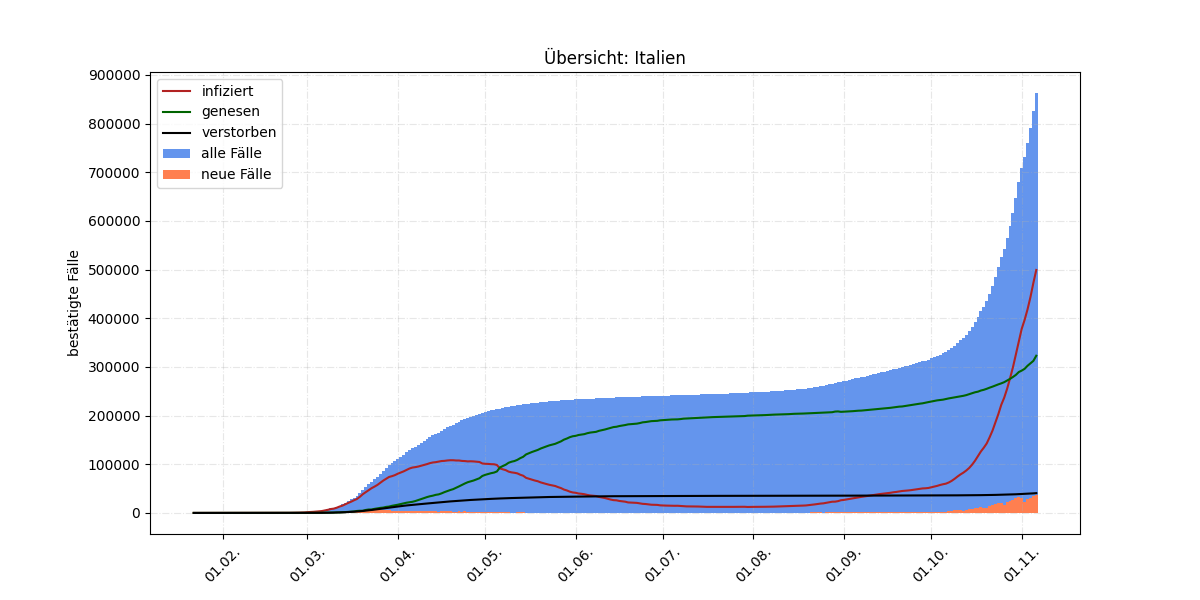 Übersicht: Italien
bestätigte Fälle
900000
800000
700000
600000
500000
400000
300000
200000
100000
0
infiziert
genesen
verstorben
alle Fälle
neue Fälle
01.02.
01.03.
01.04.
01.05.
01.06.
01.07.
01.08.
01.09.
01.10.
01.11.